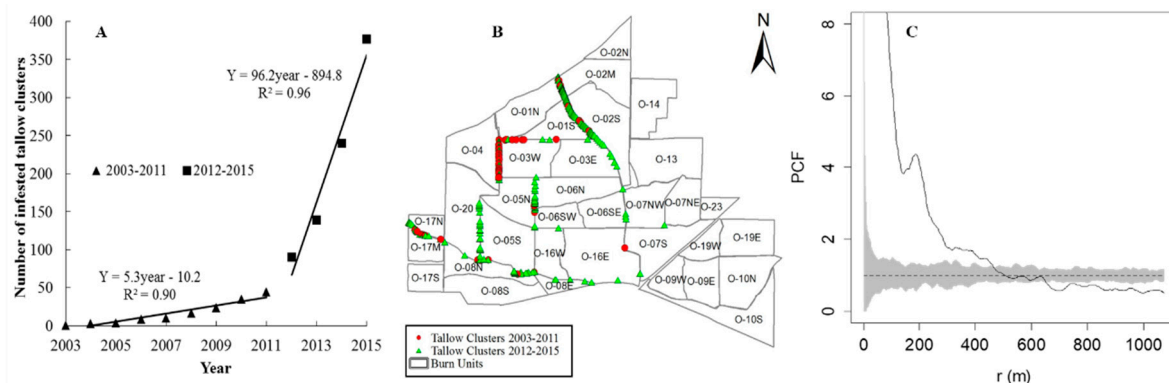 A
400
350
300
250
200
150
100
50
0
Number of infested tallow clusters
Y = 96.2year - 894.8
R² = 0.96
2003-2011
2012-2015
Y = 5.3year - 10.2
R² = 0.90
2003 2005 2007 2009 2011 2013 2015
Year
B
N
O-02N
O-02M
O-14
O-01N
O-01S
O-02S
O-04
O-03W
O-03E
O-13
O-05N
O-06N
O-20
O-06SW
O-06SE
O-07NW
O-07NE
O-23
O-17N
O-17M
O-05S
O-16W
O-16E
O-07S
O-19W
O-19E
O-08N
O-17S
O-08S
O-08E
O-09W
O-09E
O-10N
O-10S
Tallow Clusters 2003-2011
Tallow Clusters 2012-2015
Burn Units
C
8
6
4
2
0
PCF
0 200 400 600 800 1000
r (m)